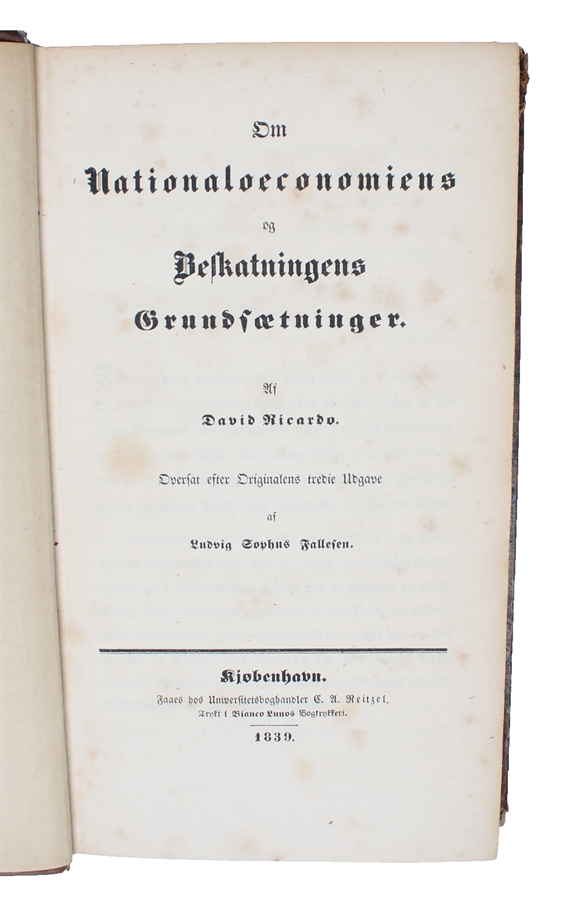 Om
Nationaloeconomiens
og
Beskatningens
Grundsætninger.
Af
David Ricardo.
Oversat efter Originalens tredie Udgave
af
Ludvig Sophus Fallesen.
Kjøbenhavn.
Faaes hos Universitetsboghandler C. A. Reitzel.
Trykt i Bianco Lunos Bogtrykkeri.
1839.